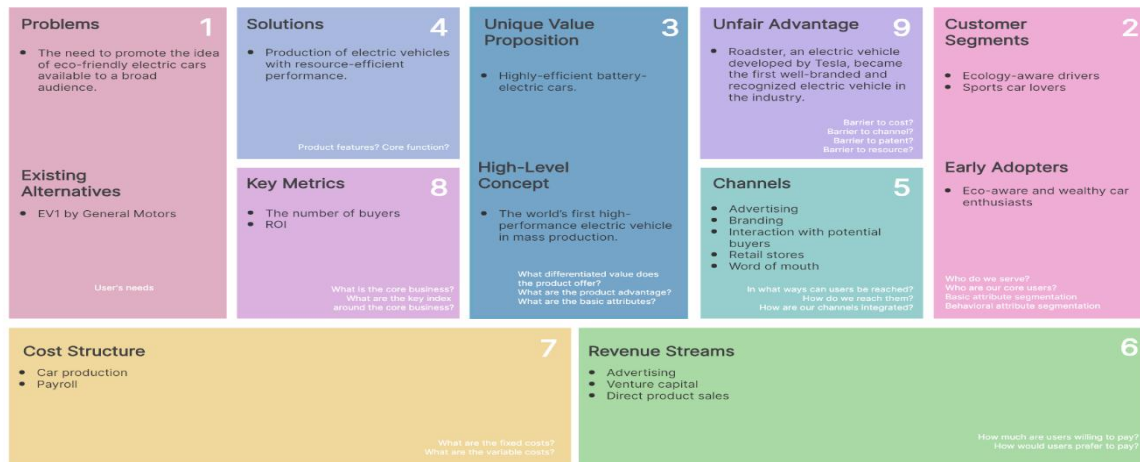 Problems
1
• The need to promote the idea
of eco-friendly electric cars
available to a broad
audience.
Existing
Alternatives
• EV1 by General Motors
User's needs
Solutions
4
• Production of electric vehicles
with resource-efficient
performance.
Product features? Core function?
Key Metrics
8
• The number of buyers
• ROI
What is the core business?
What are the key index
around the core business?
Unique Value
Proposition
3
• Highly-efficient battery-
electric cars.
High-Level
Concept
• The world's first high-
performance electric vehicle
in mass production.
What differentiated value does
the product offer?
What are the product advantage?
What are the basic attributes?
Unfair Advantage
9
• Roadster, an electric vehicle
developed by Tesla, became
the first well-branded and
recognized electric vehicle in
the industry.
Barrier to cost?
Barrier to channel?
Barrier to patent?
Barrier to resource?
Channels
5
• Advertising
• Branding
• Interaction with potential
buyers
• Retail stores
• Word of mouth
In what ways can users be reached?
How do we reach them?
How are our channels integrated?
Customer
Segments
2
• Ecology-aware drivers
• Sports car lovers
Early Adopters
• Eco-aware and wealthy car
enthusiasts
Who do we serve?
Who are our core users?
Basic attribute segmentation
Behavioral attribute segmentation
Cost Structure
7
• Car production
• Payroll
What are the fixed costs?
What are the variable costs?
Revenue Streams
6
• Advertising
• Venture capital
• Direct product sales
How much are users willing to pay?
How would users prefer to pay?